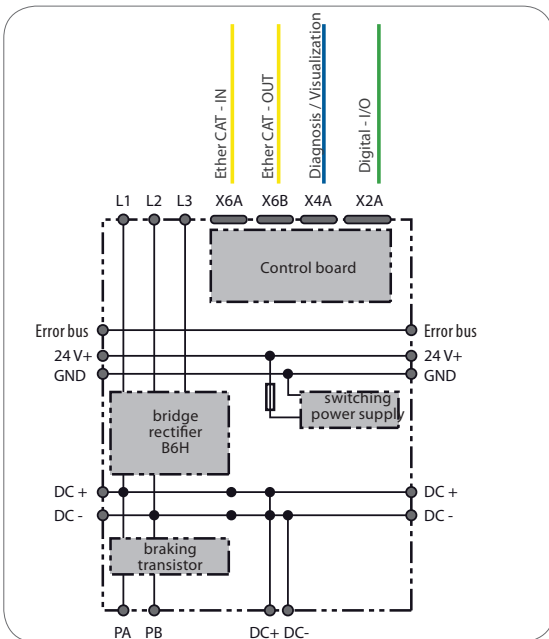 Ether CAT - IN
Ether CAT - OUT
Diagnosis / Visualization
Digital - I/O
L1 L2 L3 X6A X6B X4A X2A
Control board
Error bus Error bus
24 V+ 24 V+
GND GND
switching
power supply
bridge
rectifier
B6H
DC + DC +
DC - DC -
braking
transistor
PA PB DC+ DC-